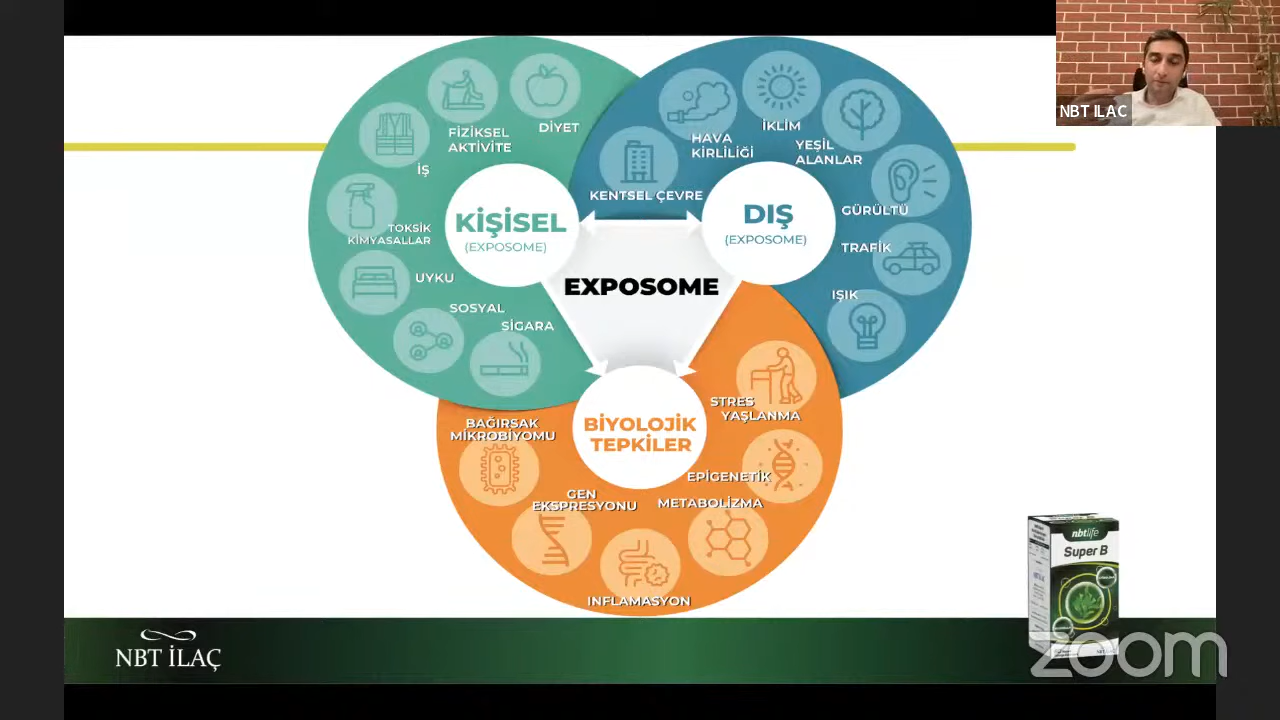 NBT ILAC
DİYET
FİZİKSEL
AKTİVİTE
İŞ
TOKSİK
KİMYASALLAR
UYKU
SOSYAL
SİGARA
KİŞİSEL
(EXPOSOME)
HAVA
KİRLİLİĞİ
İKLİM
YEŞİL
ALANLAR
KENTSEL ÇEVRE
GÜRÜLTÜ
TRAFİK
IŞIK
DIŞ
(EXPOSOME)
EXPOSOME
BİYOLOJİK
TEPKİLER
STRES
YAŞLANMA
BAĞIRSAK
MİKROBİYOMU
EPİGENETİK
GEN
EKSPRESYONU
METABOLİZMA
INFLAMASYON
nbtlife
Super B
NBT İLAÇ
zoom